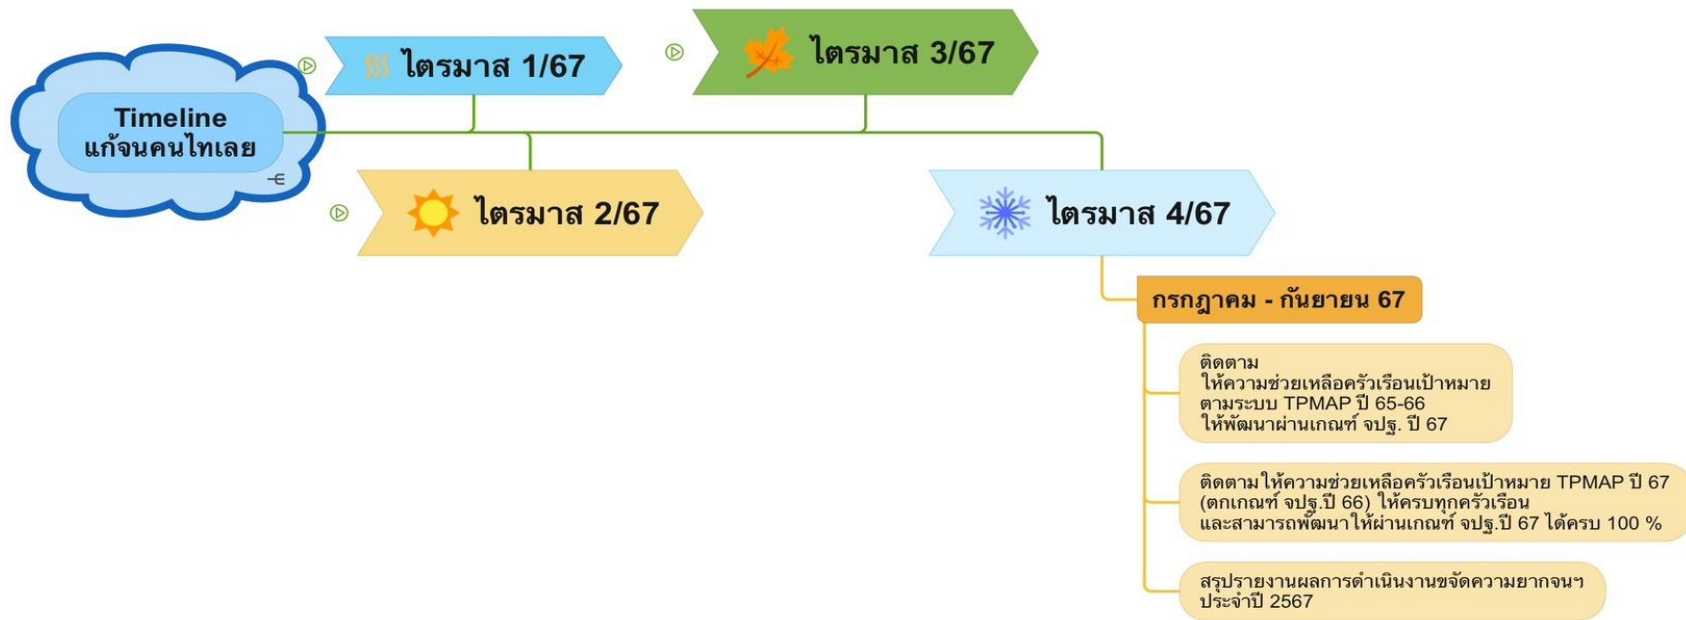 Timeline
แก้จนคนไทเลย
ไตรมาส 1/67
ไตรมาส 3/67
ไตรมาส 2/67
ไตรมาส 4/67
กรกฎาคม - กันยายน 67
ติดตาม
ให้ความช่วยเหลือครัวเรือนเป้าหมาย
ตามระบบ TPMAP ปี 65-66
ให้พัฒนาผ่านเกณฑ์ จปฐ. ปี 67
ติดตามให้ความช่วยเหลือครัวเรือนเป้าหมาย TPMAP ปี 67
(ตกเกณฑ์ จปฐ.ปี 66) ให้ครบทุกครัวเรือน
และสามารถพัฒนาให้ผ่านเกณฑ์ จปฐ.ปี 67 ได้ครบ 100 %
สรุปรายงานผลการดำเนินงานขจัดความยากจนฯ
ประจำปี 2567